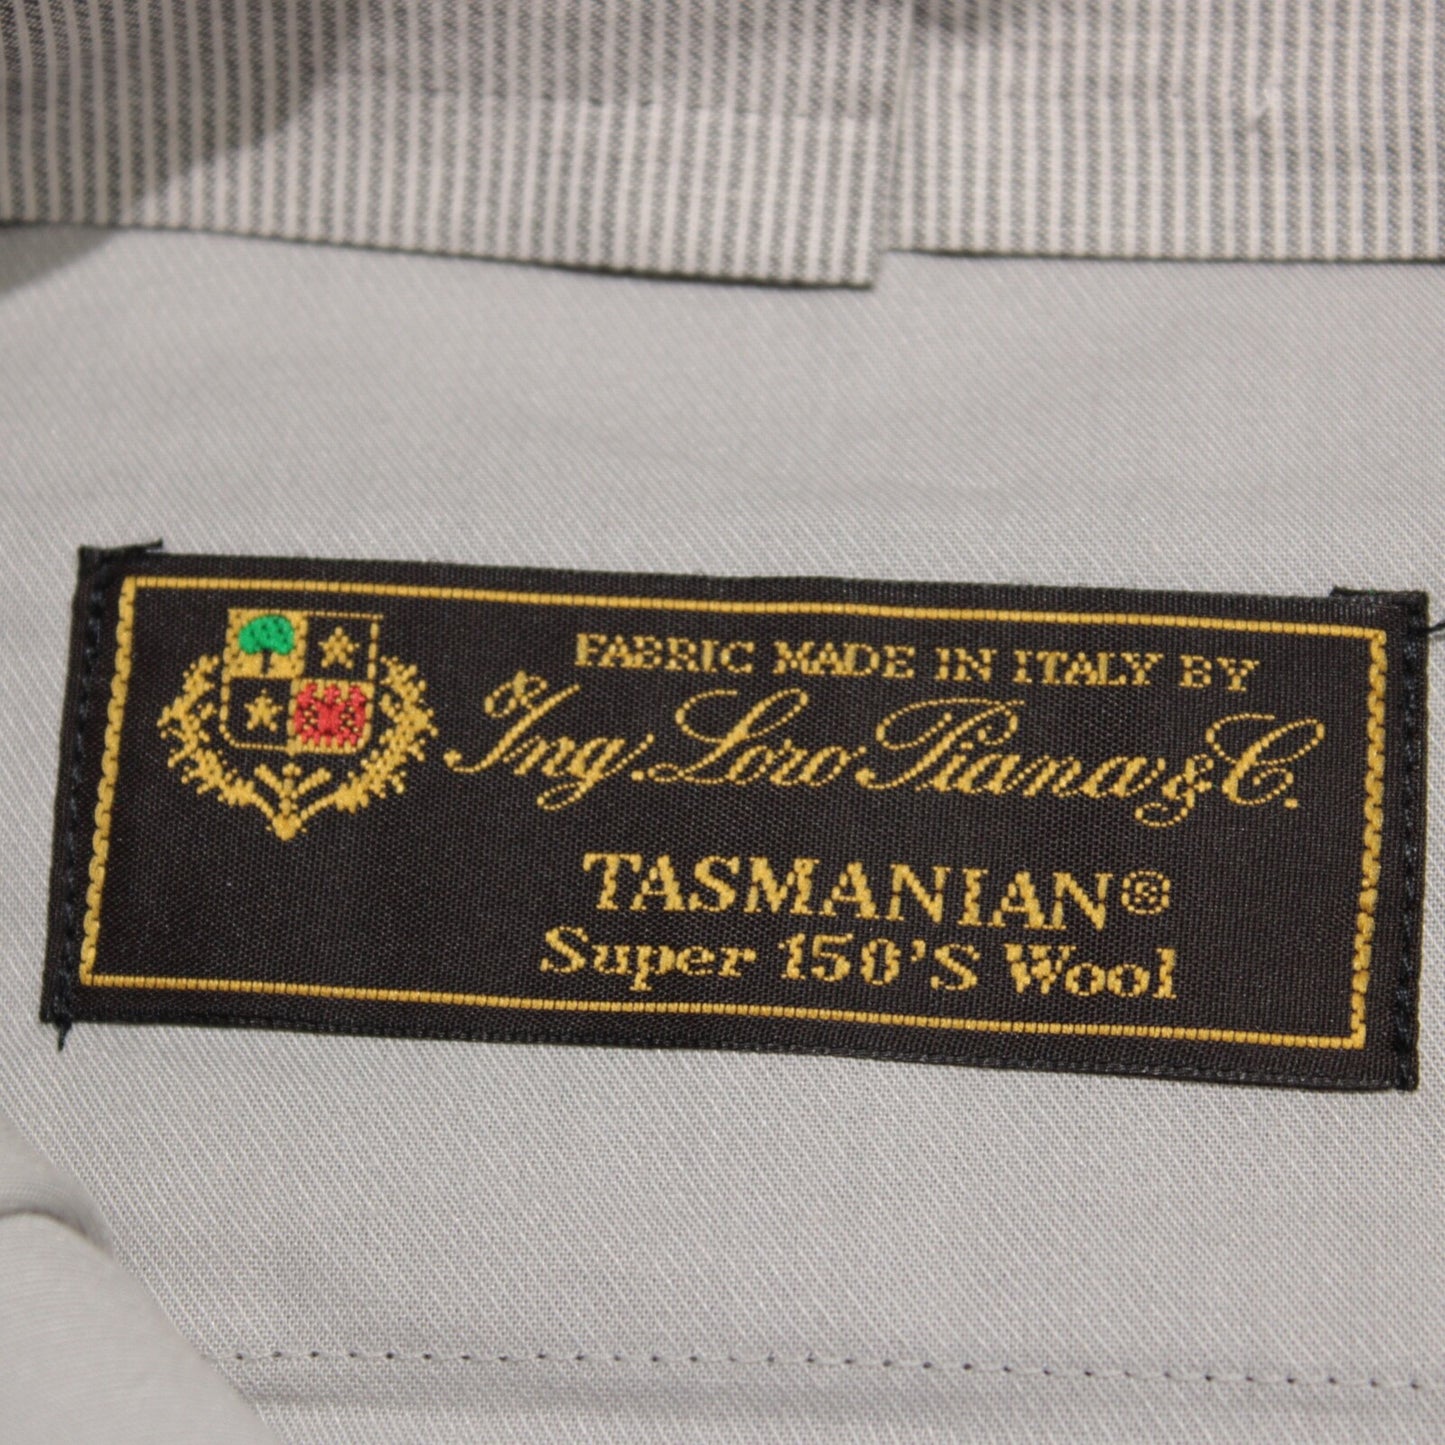 FABRIC MADE IN ITALY BY
Ing. Loro Piana & C.
TASMANIAN®
Super 150'S Wool